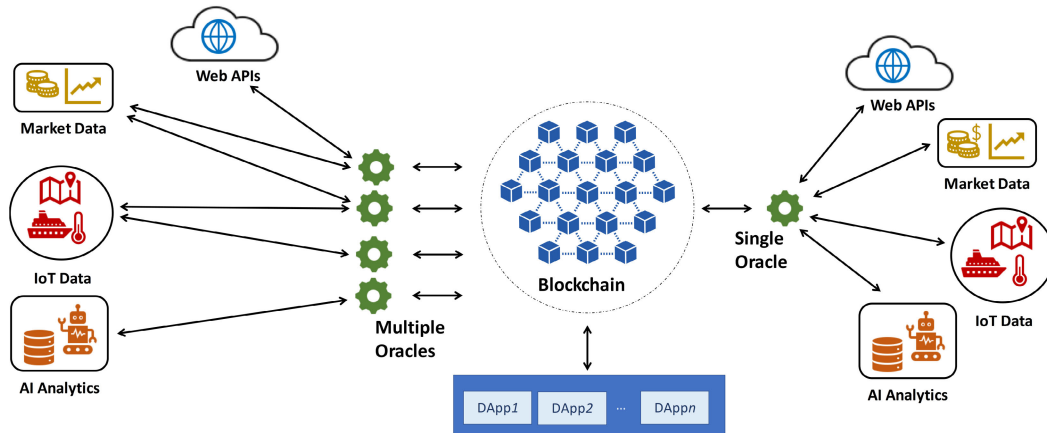 Web APIs
Market Data
IoT Data
AI Analytics
Multiple
Oracles
Blockchain
DApp1
DApp2
...
DAppn
Single
Oracle
Web APIs
$
Market Data
IoT Data
AI Analytics